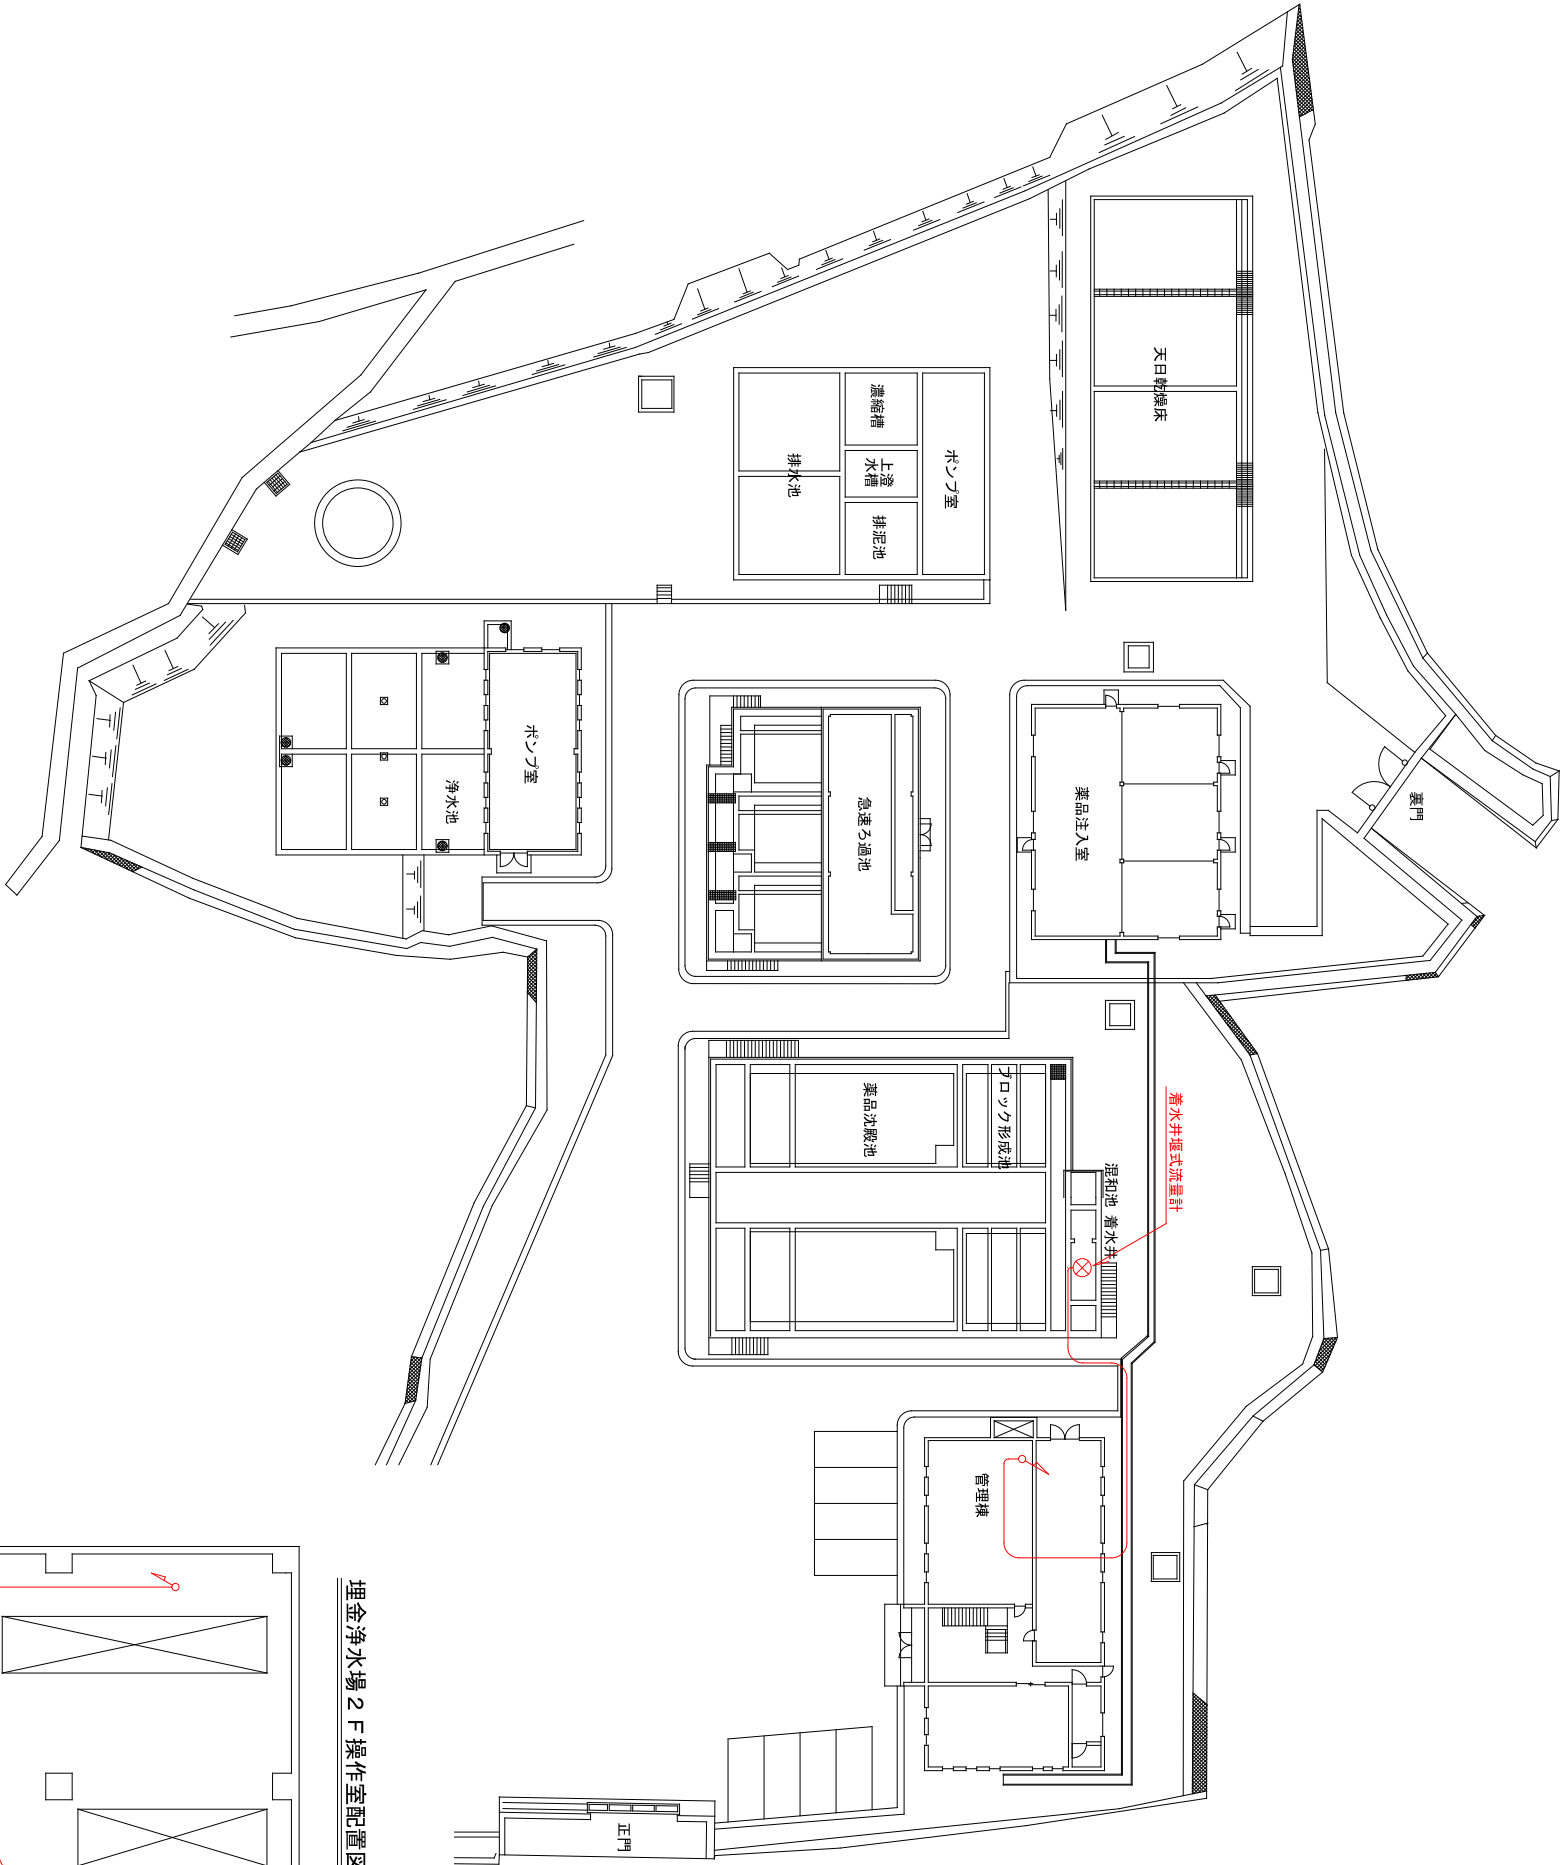 天日乾燥床
濃縮槽
上澄
水槽
排泥池
ポンプ室
排水池
裏門
薬品注入室
急速ろ過池
ポンプ室
浄水池
着水井堰式流量計
ブロック形成池
薬品沈殿池
混和池 着水井
管理棟
正門
埋金浄水場2F操作室配置図